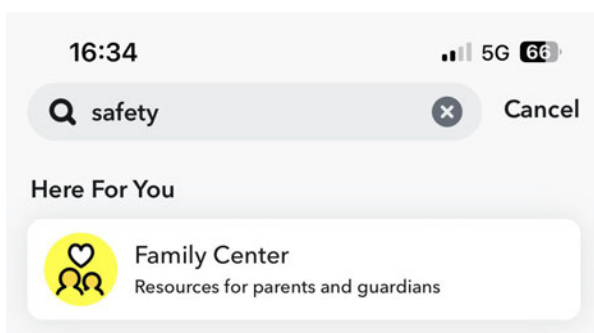 16:34 5G 66
safety Cancel
Here For You
Family Center
Resources for parents and guardians